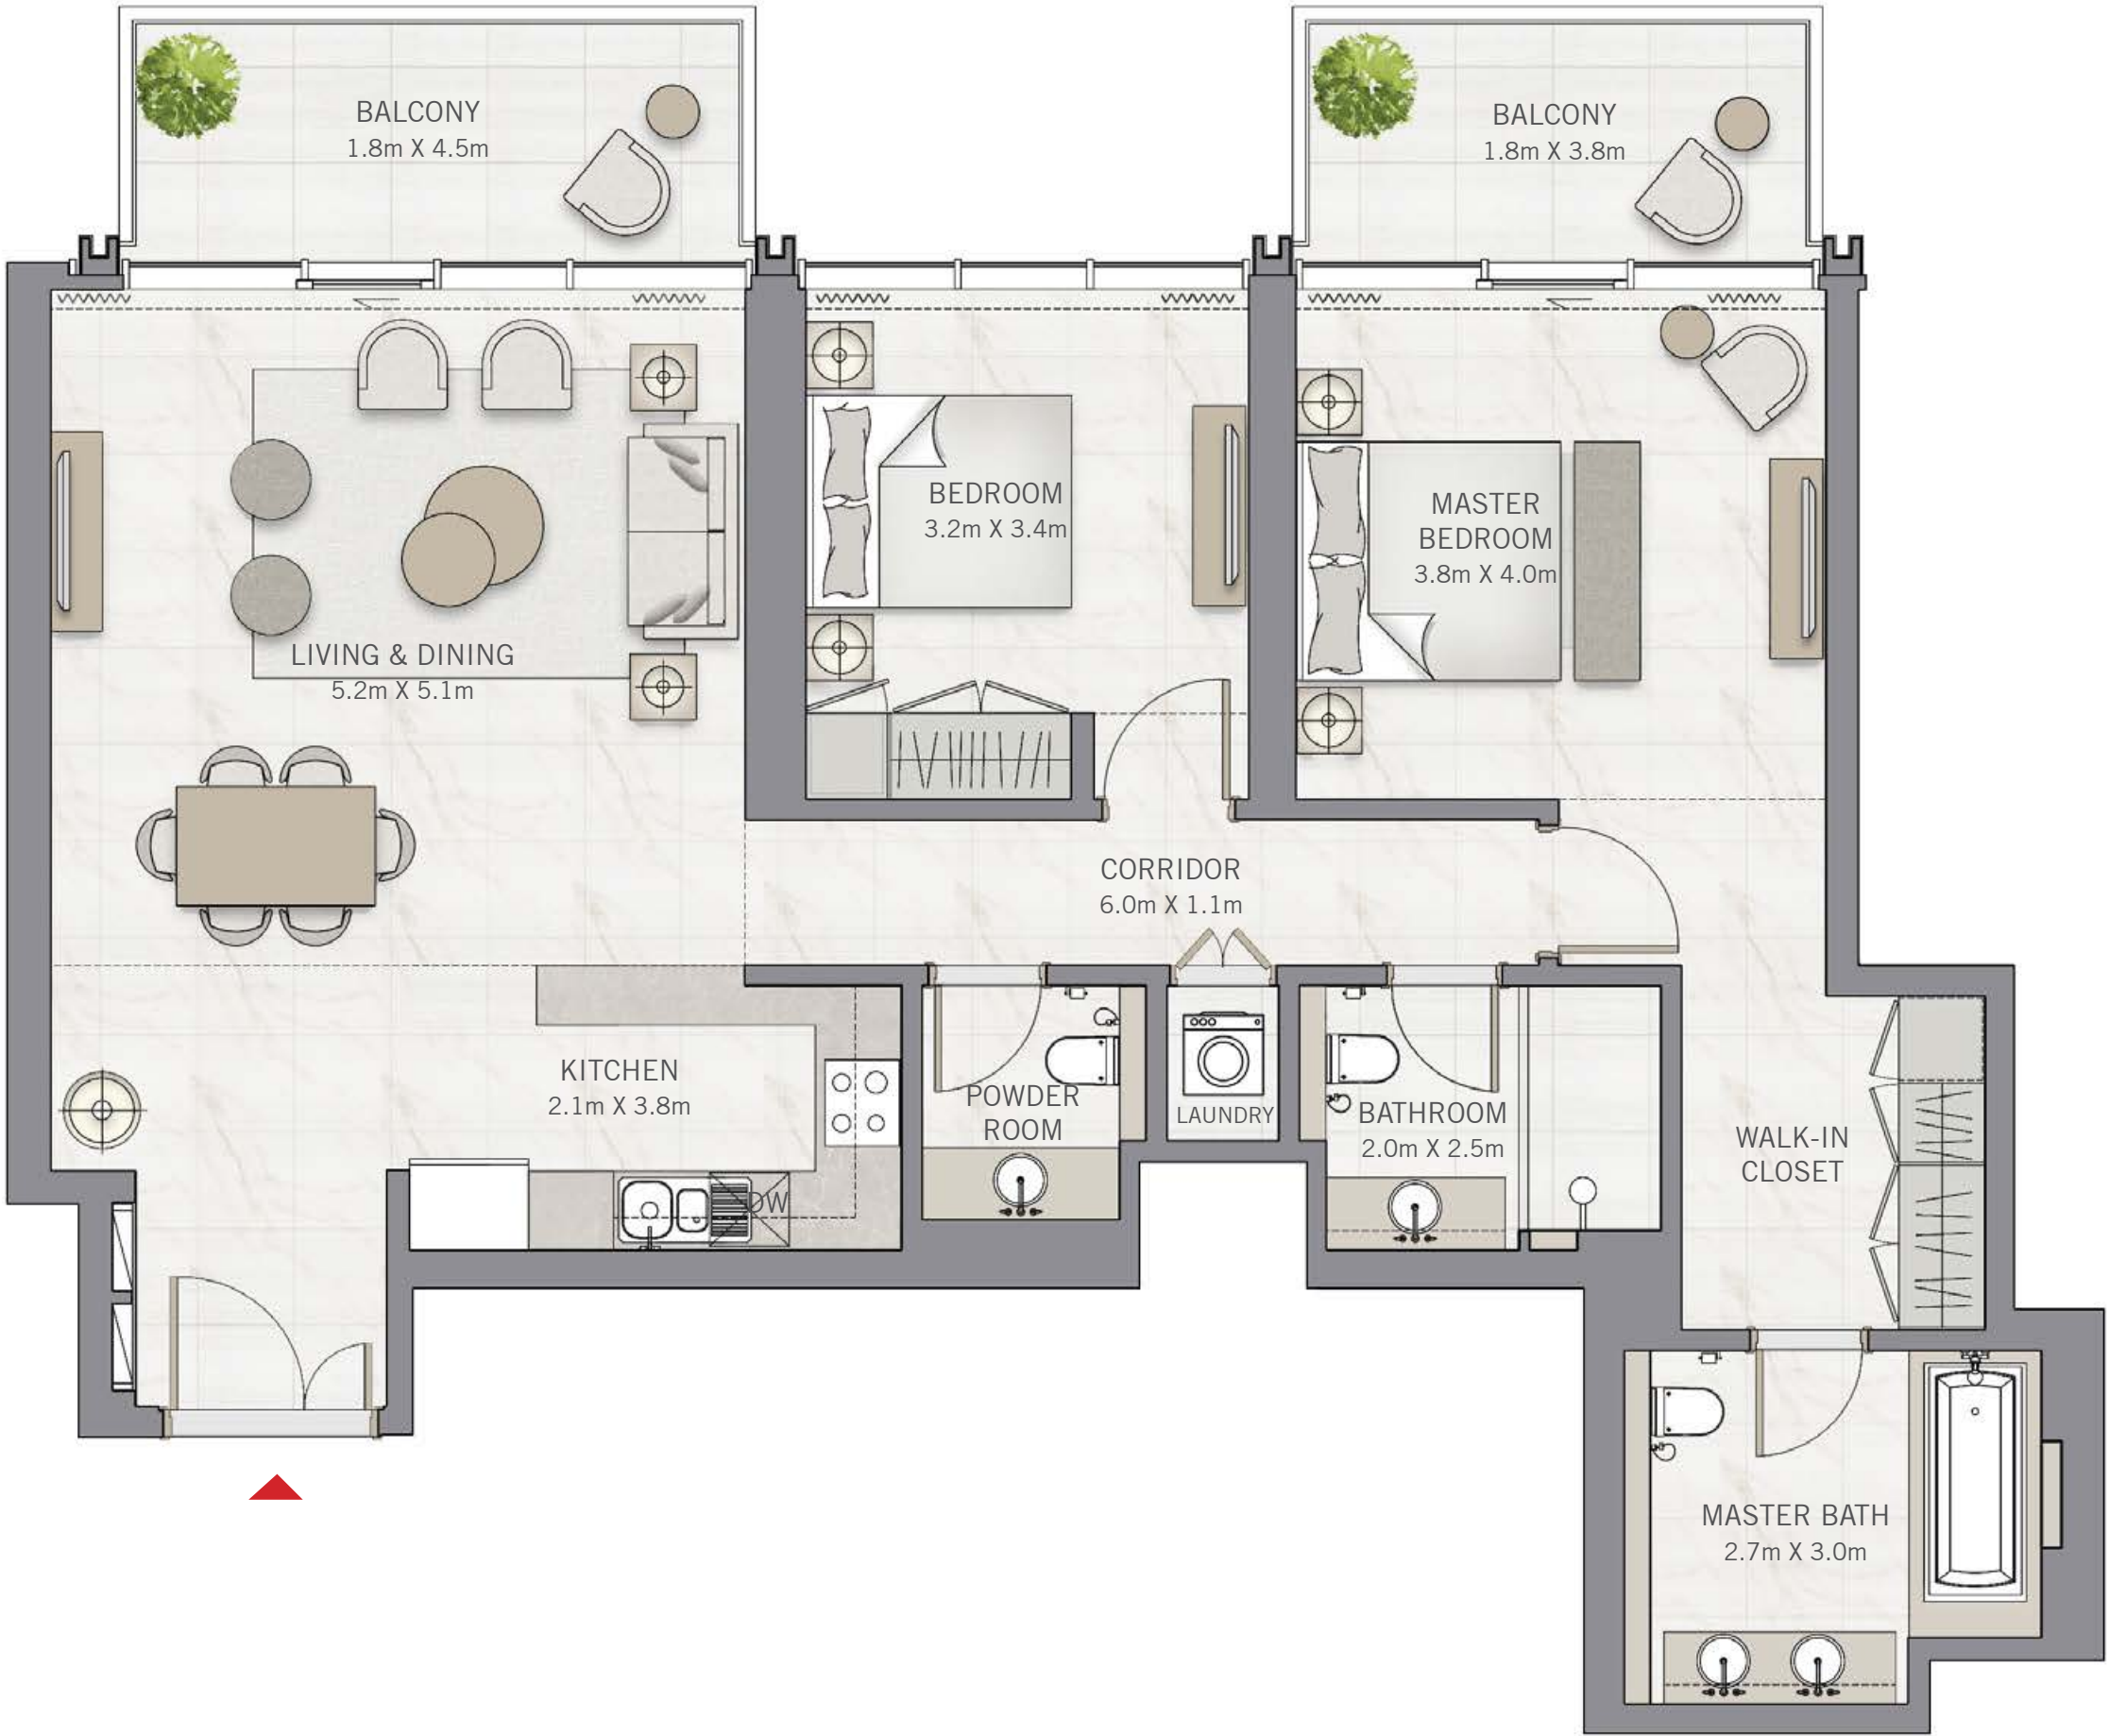 BALCONY
1.8m X 4.5m
BALCONY
1.8m X 3.8m
BEDROOM
3.2m X 3.4m
MASTER
BEDROOM
3.8m X 4.0m
LIVING & DINING
5.2m X 5.1m
CORRIDOR
6.0m X 1.1m
KITCHEN
2.1m X 3.8m
DW
POWDER
ROOM
LAUNDRY
BATHROOM
2.0m X 2.5m
WALK-IN
CLOSET
MASTER BATH
2.7m X 3.0m